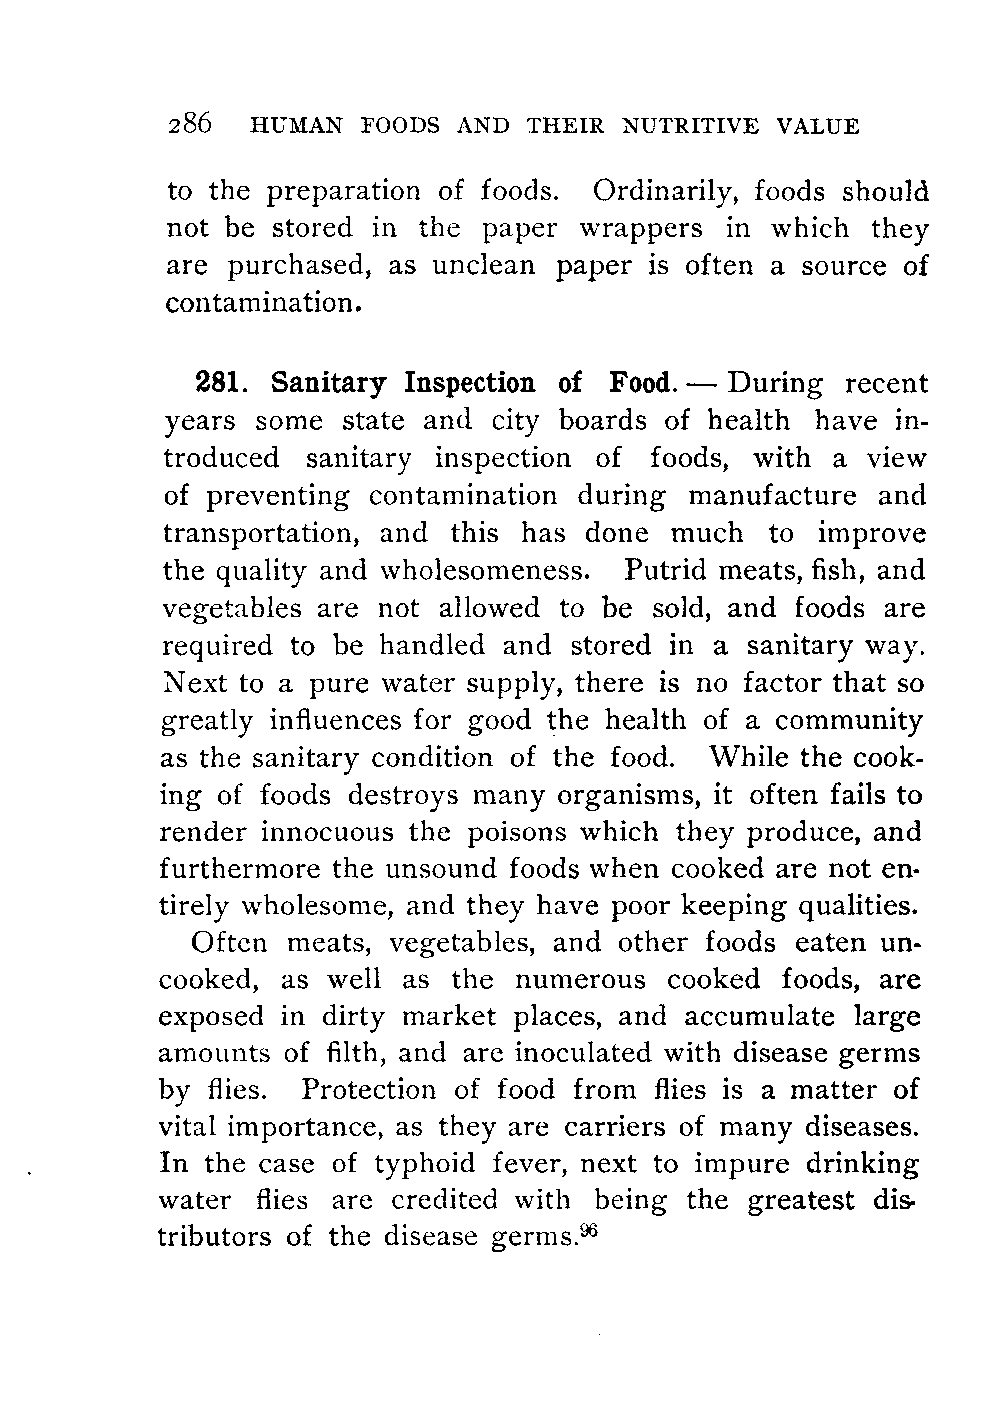 286 HUMAN FOODS AND THEIR NUTRITIVE VALUE
to the preparation of foods. Ordinarily, foods should
not be stored in the paper wrappers in which they
are purchased, as unclean paper is often a source of
contamination.
281. Sanitary Inspection of Food. — During recent
years some state and city boards of health have in-
troduced sanitary inspection of foods, with a view
of preventing contamination during manufacture and
transportation, and this has done much to improve
the quality and wholesomeness. Putrid meats, fish, and
vegetables are not allowed to be sold, and foods are
required to be handled and stored in a sanitary way.
Next to a pure water supply, there is no factor that so
greatly influences for good the health of a community
as the sanitary condition of the food. While the cook-
ing of foods destroys many organisms, it often fails to
render innocuous the poisons which they produce, and
furthermore the unsound foods when cooked are not en-
tirely wholesome, and they have poor keeping qualities.
Often meats, vegetables, and other foods eaten un-
cooked, as well as the numerous cooked foods, are
exposed in dirty market places, and accumulate large
amounts of filth, and are inoculated with disease germs
by flies. Protection of food from flies is a matter of
vital importance, as they are carriers of many diseases.
In the case of typhoid fever, next to impure drinking
water flies are credited with being the greatest dis-
tributors of the disease germs.⁹⁶